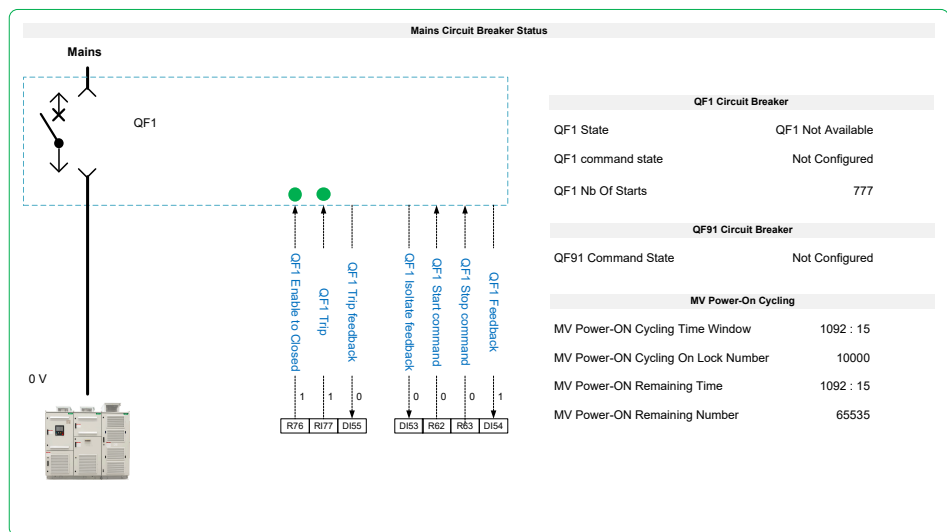 Mains Circuit Breaker Status
Mains
QF1
QF1 Enable to Closed
QF1 Trip
QF1 Trip feedback
QF1 Isoltate feedback
QF1 Start command
QF1 Stop command
QF1 Feedback
1 1 0 0 0 0 1
R76 RI77 DI55 DI53 R62 R63 DI54
0 V
QF1 Circuit Breaker
QF1 State QF1 Not Available
QF1 command state Not Configured
QF1 Nb Of Starts 777
QF91 Circuit Breaker
QF91 Command State Not Configured
MV Power-On Cycling
MV Power-ON Cycling Time Window 1092 : 15
MV Power-ON Cycling On Lock Number 10000
MV Power-ON Remaining Time 1092 : 15
MV Power-ON Remaining Number 65535